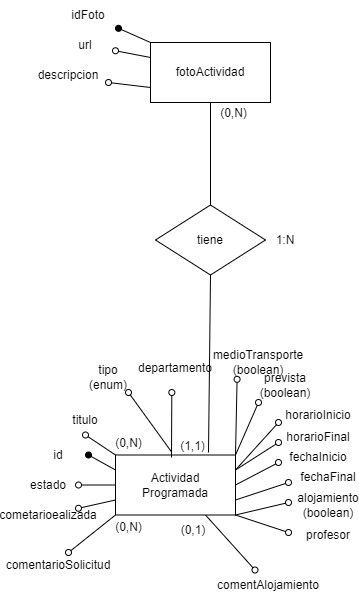 idFoto
url
descripcion
fotoActividad
(0,N)
tiene
1:N
medioTransporte
(boolean)
tipo
(enum)
departamento
prevista
(boolean)
titulo
(0,N)
(1,1)
horarioInicio
horarioFinal
id
fechaInicio
Actividad
Programada
fechaFinal
estado
alojamiento
(boolean)
cometarioealizada
(0,N)
(0,1)
profesor
comentarioSolicitud
comentAlojamiento